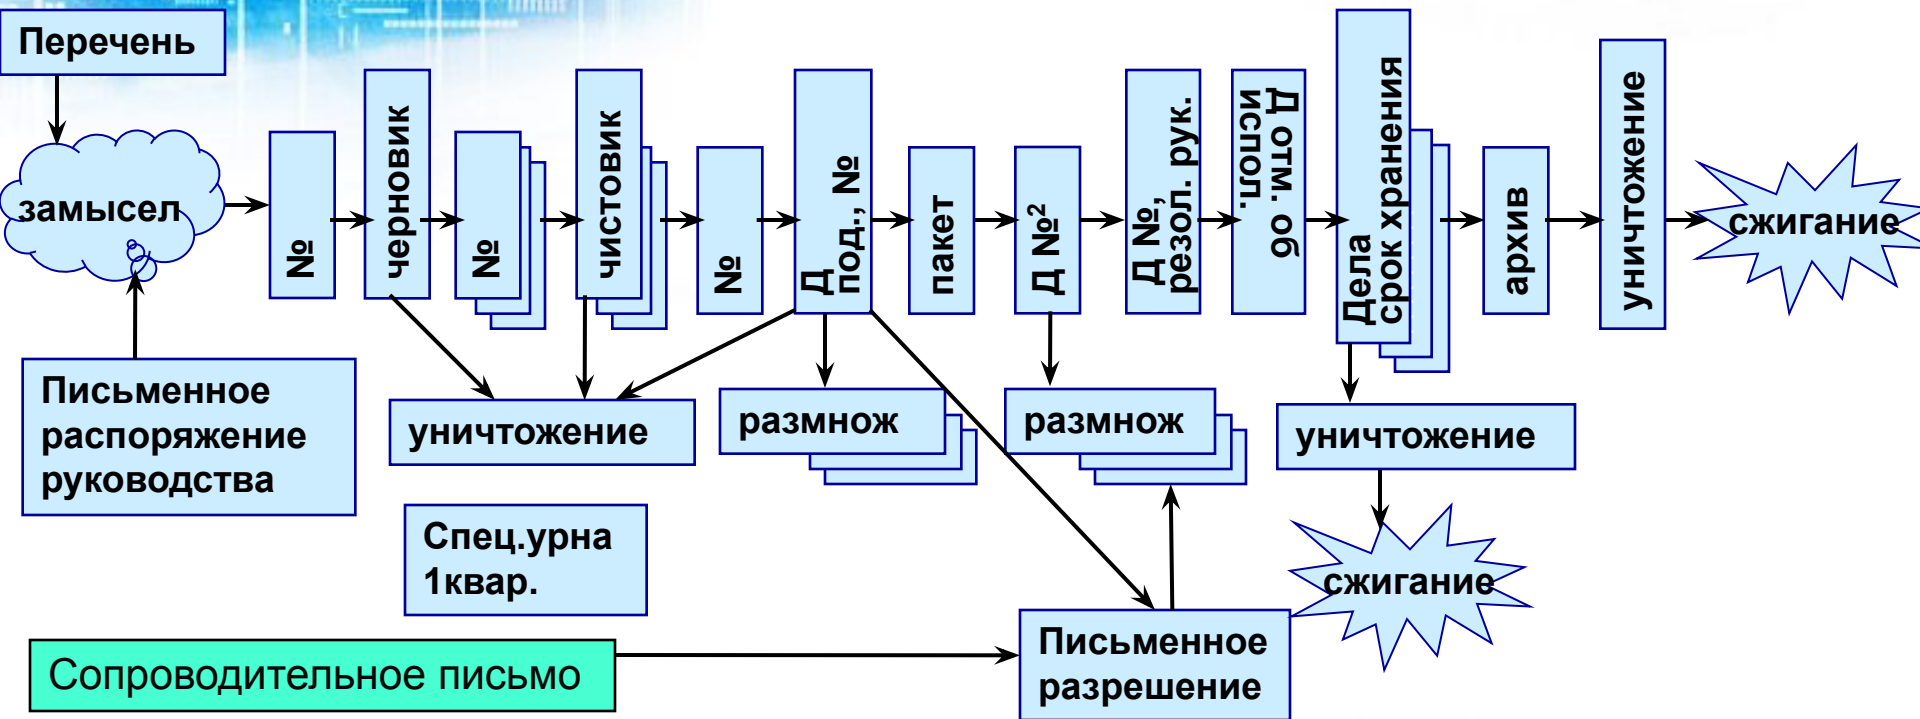 Перечень
замысел
№
черновик
№
чистовик
№
Д
под., №
пакет
Д №²
Д №,
резол. рук.
Д отм. об
испол.
Дела
срок хранения
архив
уничтожение
сжигание
Письменное
распоряжение
руководства
уничтожение
размнож
размнож
уничтожение
Спец.урна
1квар.
сжигание
Сопроводительное письмо
Письменное
разрешение